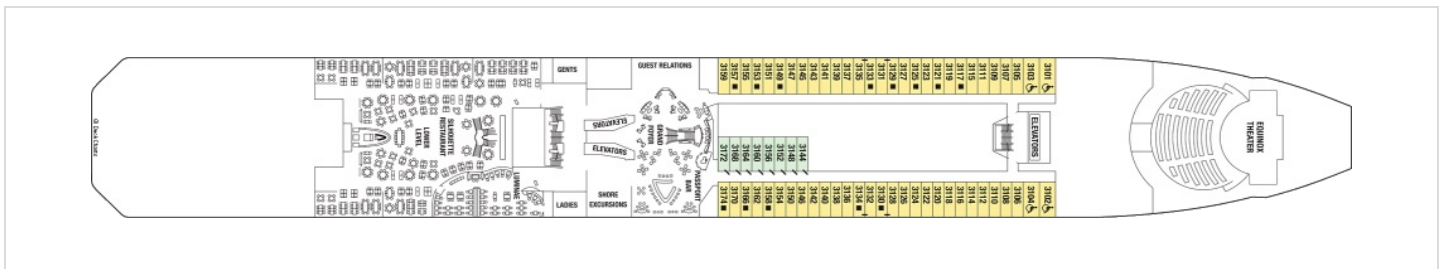 GENTS
GUEST RELATIONS
SILHOUETTE
RESTAURANT
LOWER
LEVEL
ELEVATORS
ELEVATORS
GRAND
FOYER
PASSPORT
BAR
LUMINAE
LADIES
SHORE
EXCURSIONS
3159 3157 3155 3153 3151 3149 3147 3145 3143 3141 3139 3137 3135 3133 3131 3129 3127 3125 3123 3121 3119 3117 3115 3111 3109 3107 3105 3103 3101
3172 3168 3164 3160 3156 3152 3148 3144
3174 3170 3166 3162 3158 3154 3150 3146 3142 3140 3138 3136 3134 3132 3130 3128 3126 3124 3122 3120 3118 3116 3114 3112 3110 3108 3106 3104 3102
ELEVATORS
EQUINOX
THEATER